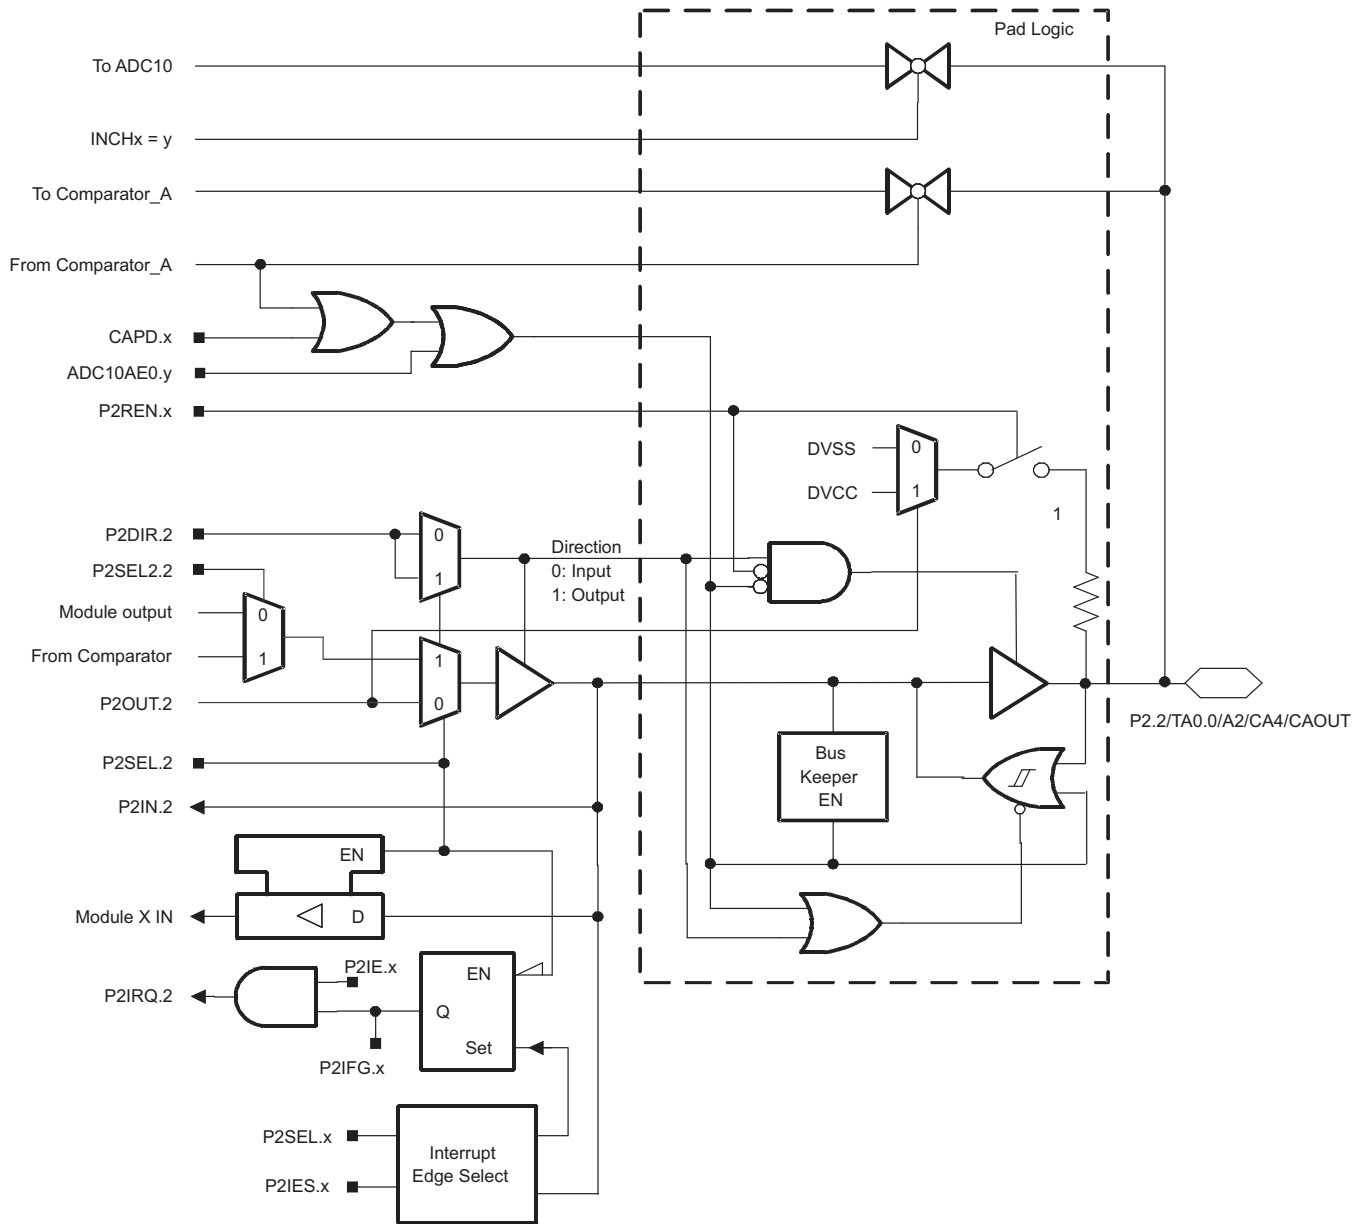 Pad Logic
To ADC10
INCHx = y
To Comparator_A
From Comparator_A
CAPD.x
ADC10AE0.y
P2REN.x
DVSS
0
DVCC
1
1
P2DIR.2
0
1
Direction
0: Input
1: Output
P2SEL2.2
Module output
0
From Comparator
1
1
P2OUT.2
0
P2.2/TA0.0/A2/CA4/CAOUT
Bus
Keeper
EN
P2SEL.2
P2IN.2
EN
Module X IN
D
P2IE.x
EN
P2IRQ.2
Q
Set
P2IFG.x
P2SEL.x
Interrupt
Edge Select
P2IES.x